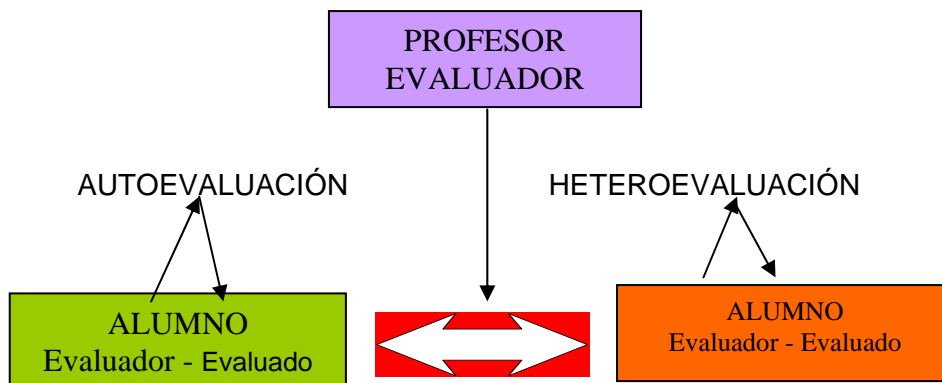 PROFESOR
EVALUADOR
AUTOEVALUACIÓN
HETEROEVALUACIÓN
ALUMNO
Evaluador - Evaluado
ALUMNO
Evaluador - Evaluado